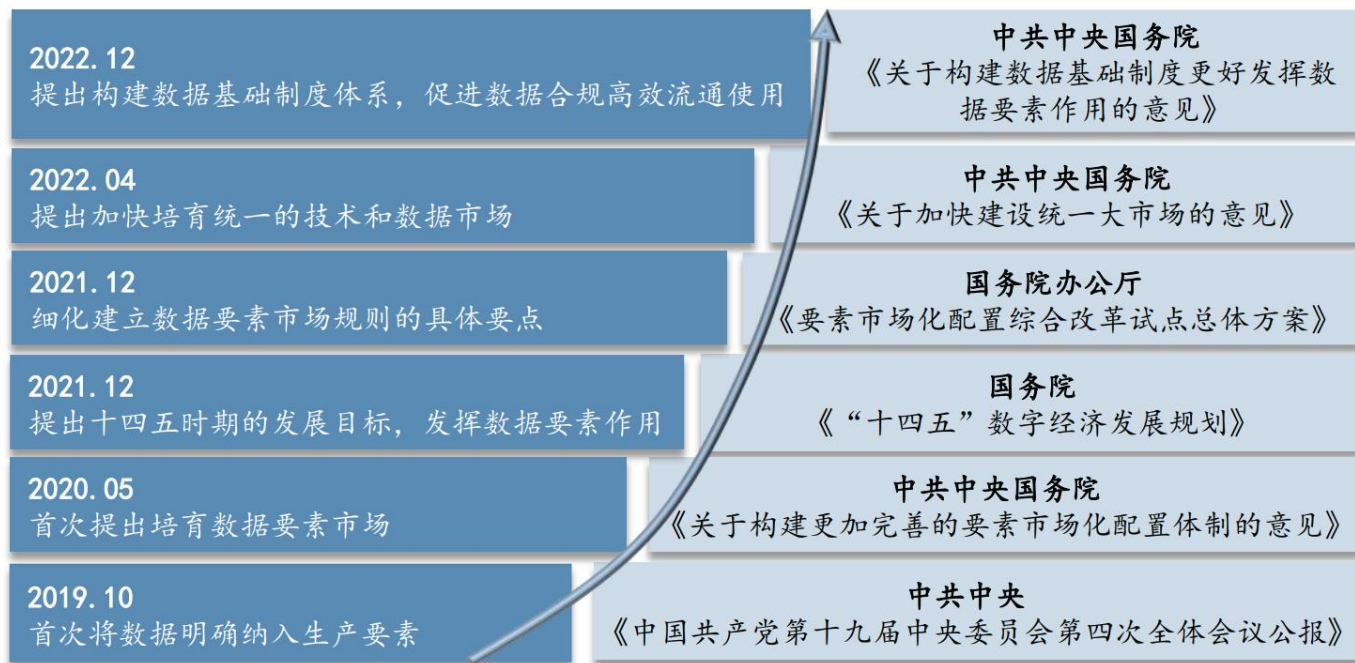 2022.12
提出构建数据基础制度体系，促进数据合规高效流通使用
中共中央国务院
《关于构建数据基础制度更好发挥数
据要素作用的意见》
2022.04
提出加快培育统一的技术和数据市场
中共中央国务院
《关于加快建设统一大市场的意见》
2021.12
细化建立数据要素市场规则的具体要点
国务院办公厅
《要素市场化配置综合改革试点总体方案》
2021.12
提出十四五时期的发展目标，发挥数据要素作用
国务院
《“十四五”数字经济发展规划》
2020.05
首次提出培育数据要素市场
中共中央国务院
《关于构建更加完善的要素市场化配置体制的意见》
2019.10
首次将数据明确纳入生产要素
中共中央
《中国共产党第十九届中央委员会第四次全体会议公报》